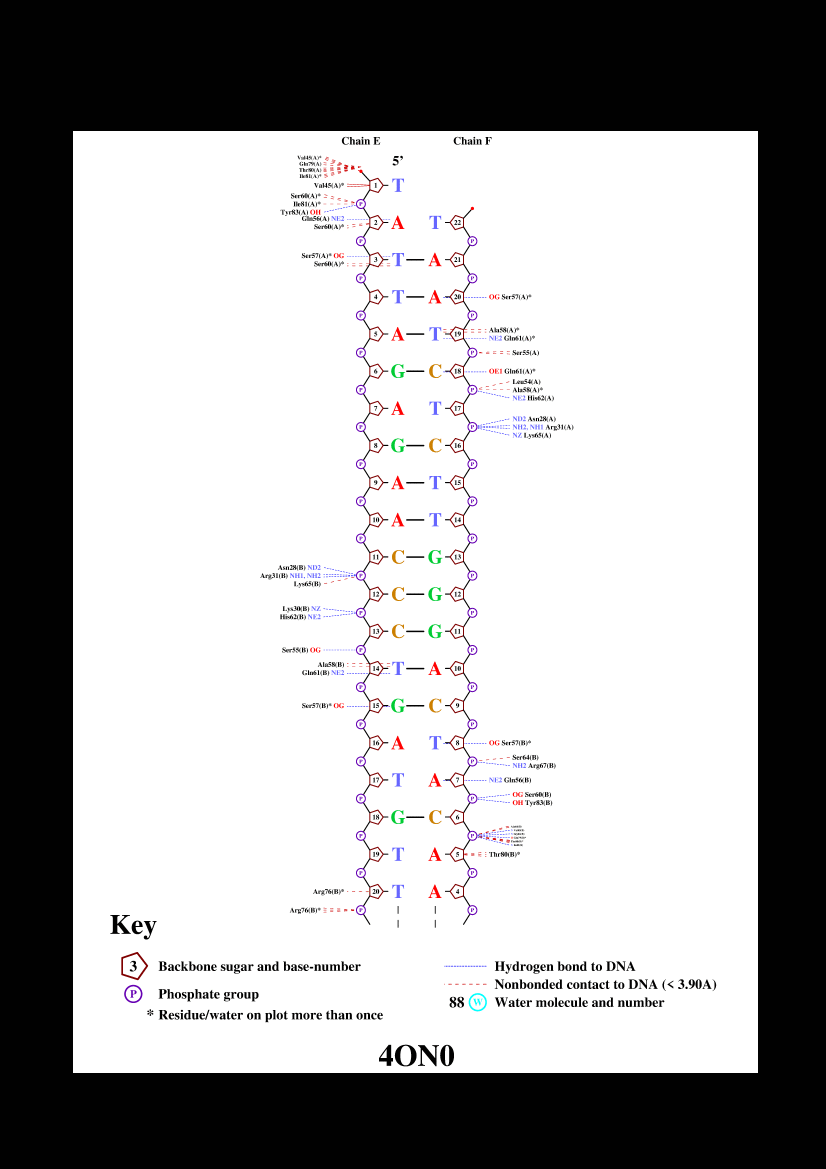 Chain E Chain F
5’
Val45(A)*
Gln79(A)
Thr80(A)
Ile81(A)*
Val45(A)* 1 T
Ser60(A)*
Ile81(A)* P
Tyr83(A) OH
Gln56(A) NE2
Ser60(A)* 2 A T 22
P P
Ser57(A)* OG 3 T A 21
Ser60(A)*
P P
4 T A 20 OG Ser57(A)*
P P
Ala58(A)*
5 A T 19 NE2 Gln61(A)*
P P Ser55(A)
6 G C 18 OE1 Gln61(A)*
Leu54(A)
P P Ala58(A)*
NE2 His62(A)
7 A T 17
ND2 Asn28(A)
P P NH2, NH1 Arg31(A)
NZ Lys65(A)
8 G C 16
P P
9 A T 15
P P
10 A T 14
P P
11 C G 13
Asn28(B) ND2
Arg31(B) NH1, NH2 P P
Lys65(B)
12 C G 12
Lys30(B) NZ P P
His62(B) NE2
13 C G 11
Ser55(B) OG P P
Ala58(B) 14 T A 10
Gln61(B) NE2
P P
Ser57(B)* OG 15 G C 9
P P
16 A T 8 OG Ser57(B)*
Ser64(B)
P P NH2 Arg67(B)
17 T A 7 NE2 Gln56(B)
OG Ser60(B)
P P OH Tyr83(B)
18 G C 6
P P
19 T A 5 Thr80(B)*
P P
Arg76(B)* 20 T A 4
Arg76(B)* P P
Key
3 Backbone sugar and base-number
P Phosphate group
* Residue/water on plot more than once
Hydrogen bond to DNA
Nonbonded contact to DNA (< 3.90A)
88 W Water molecule and number
4ON0